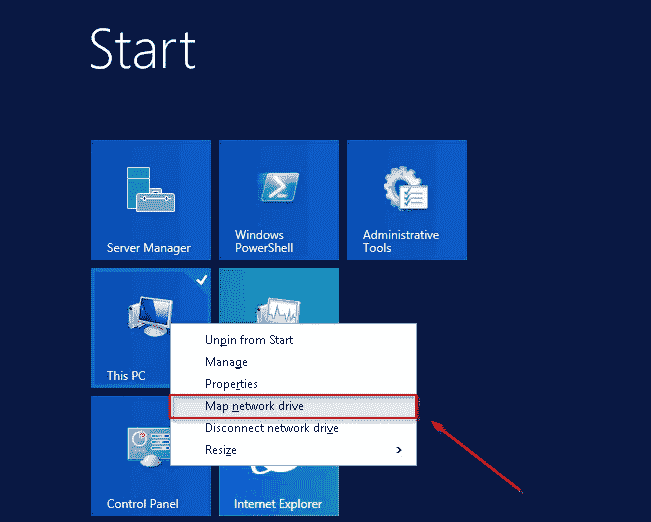 Start
Server Manager
Windows
PowerShell
Administrative
Tools
This PC
Unpin from Start
Manage
Properties
Map network drive
Disconnect network drive
Resize
Control Panel
Internet Explorer